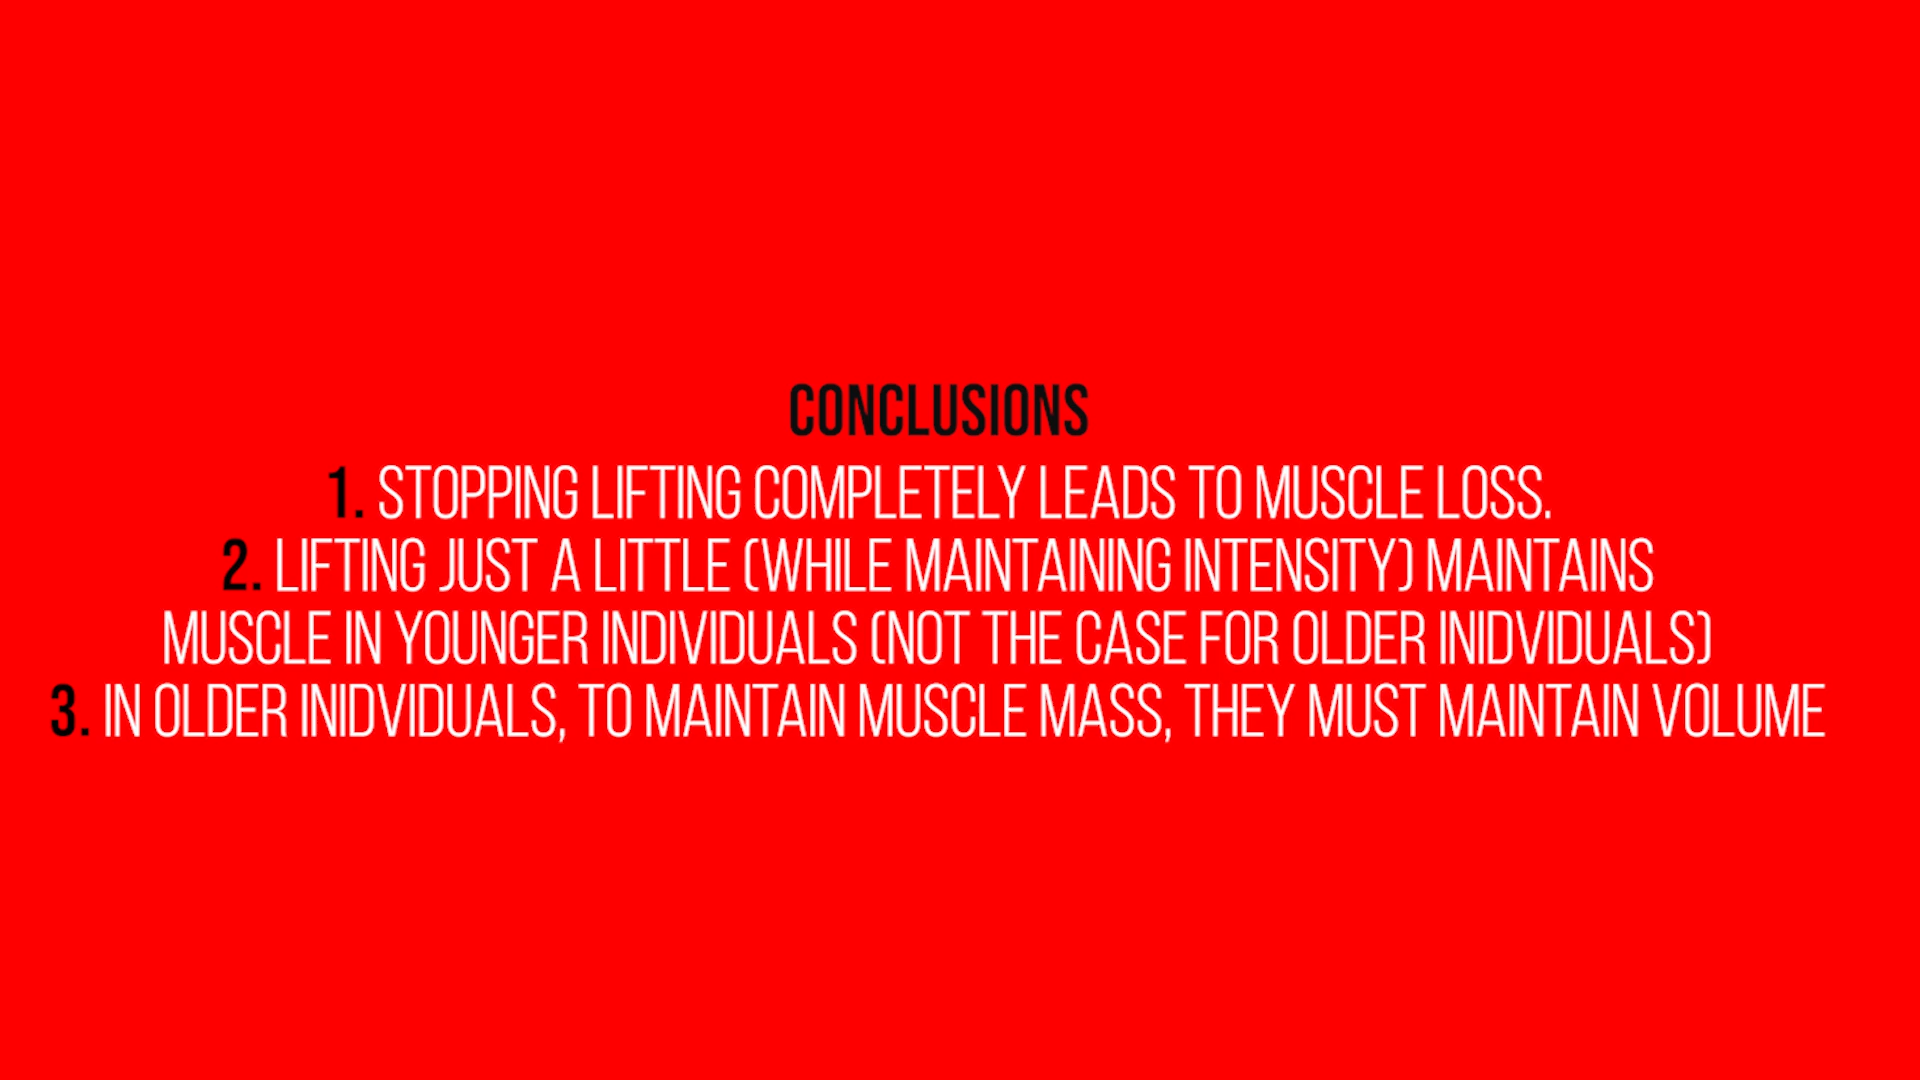 CONCLUSIONS
1. STOPPING LIFTING COMPLETELY LEADS TO MUSCLE LOSS.
2. LIFTING JUST A LITTLE (WHILE MAINTAINING INTENSITY) MAINTAINS
MUSCLE IN YOUNGER INDIVIDUALS (NOT THE CASE FOR OLDER INIDVIDUALS)
3. IN OLDER INIDVIDUALS, TO MAINTAIN MUSCLE MASS, THEY MUST MAINTAIN VOLUME